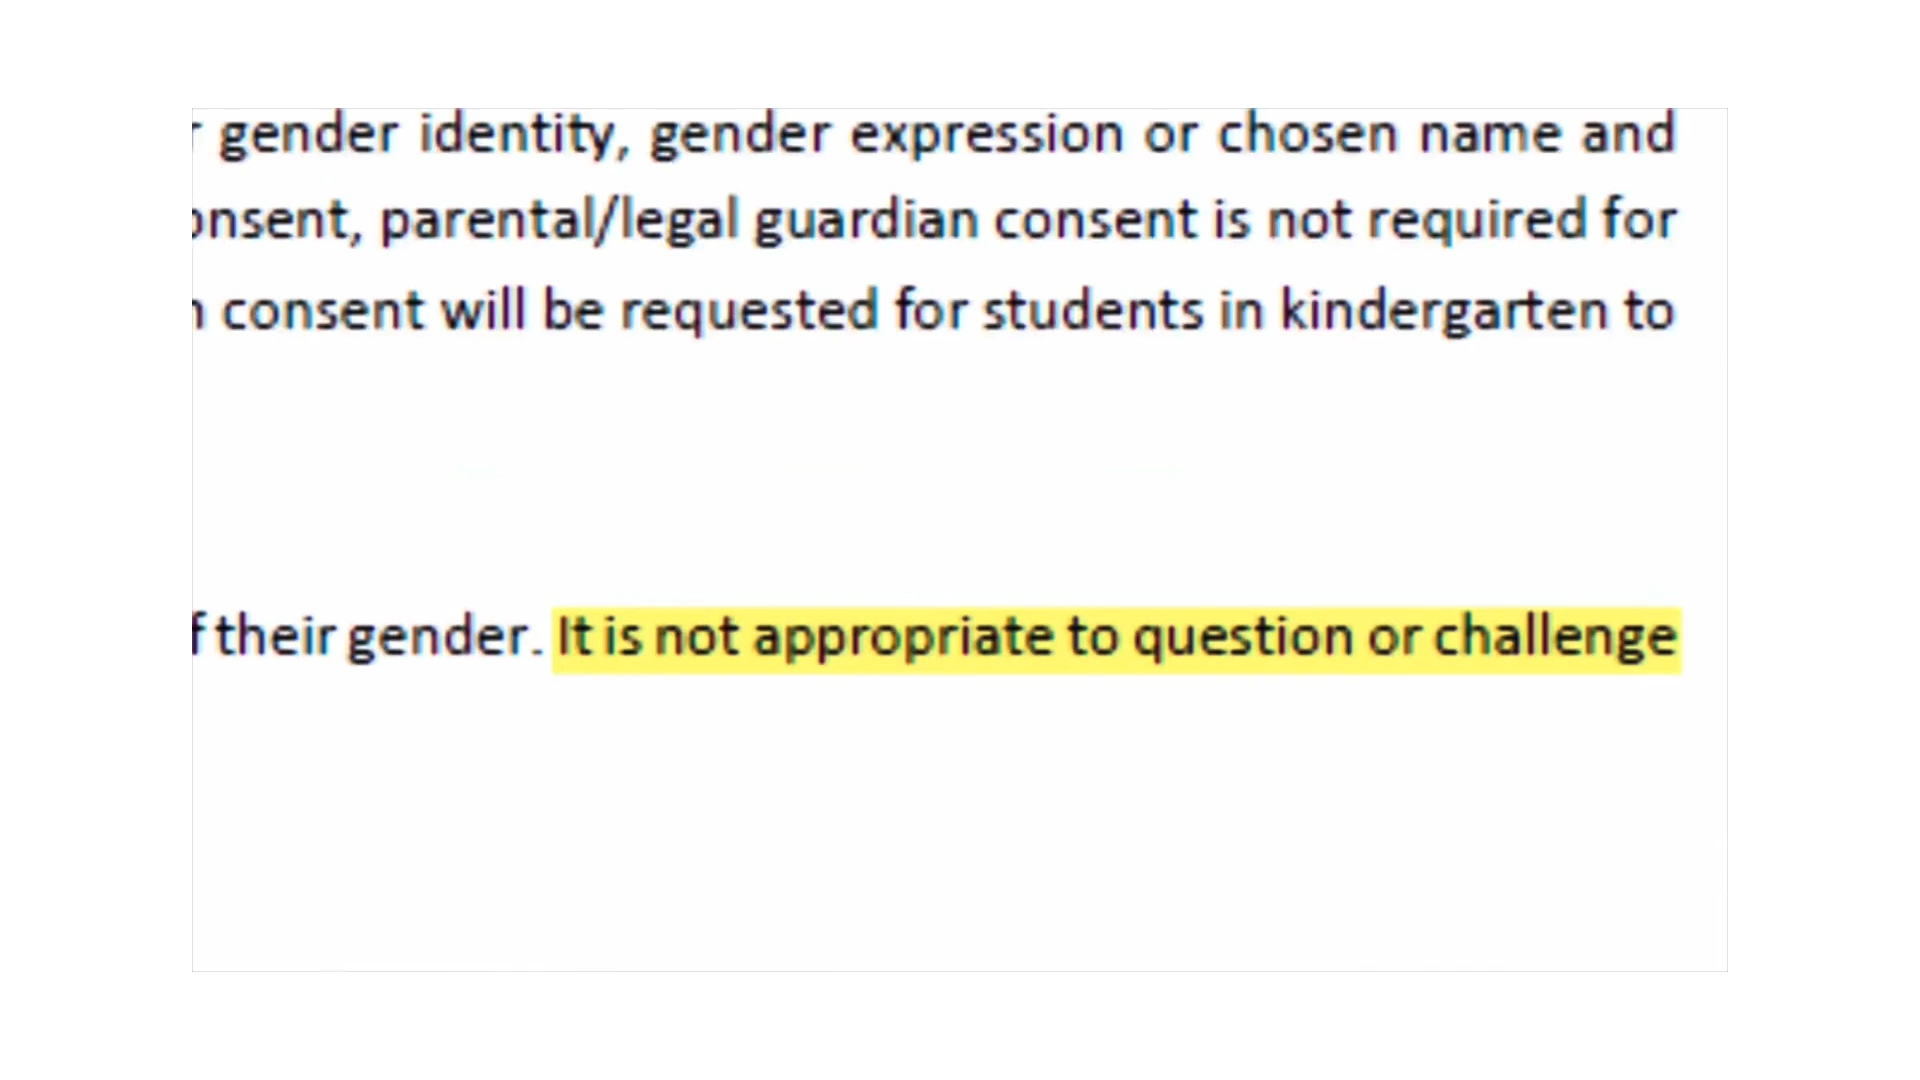 gender identity, gender expression or chosen name and
onsent, parental/legal guardian consent is not required for
consent will be requested for students in kindergarten to
f their gender. It is not appropriate to question or challenge